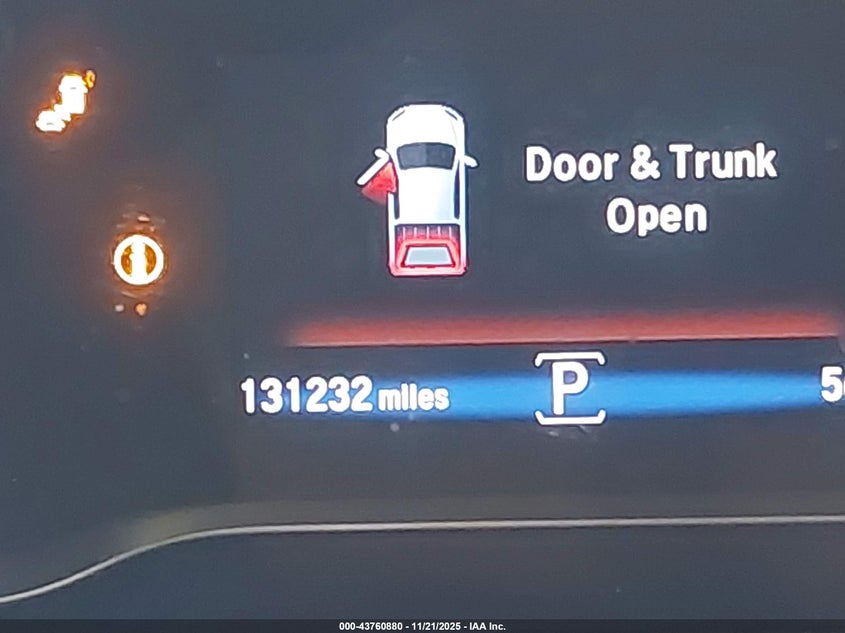 Door & Trunk
Open
131232 miles
P
000-43760880 - 11/21/2025 - IAA Inc.